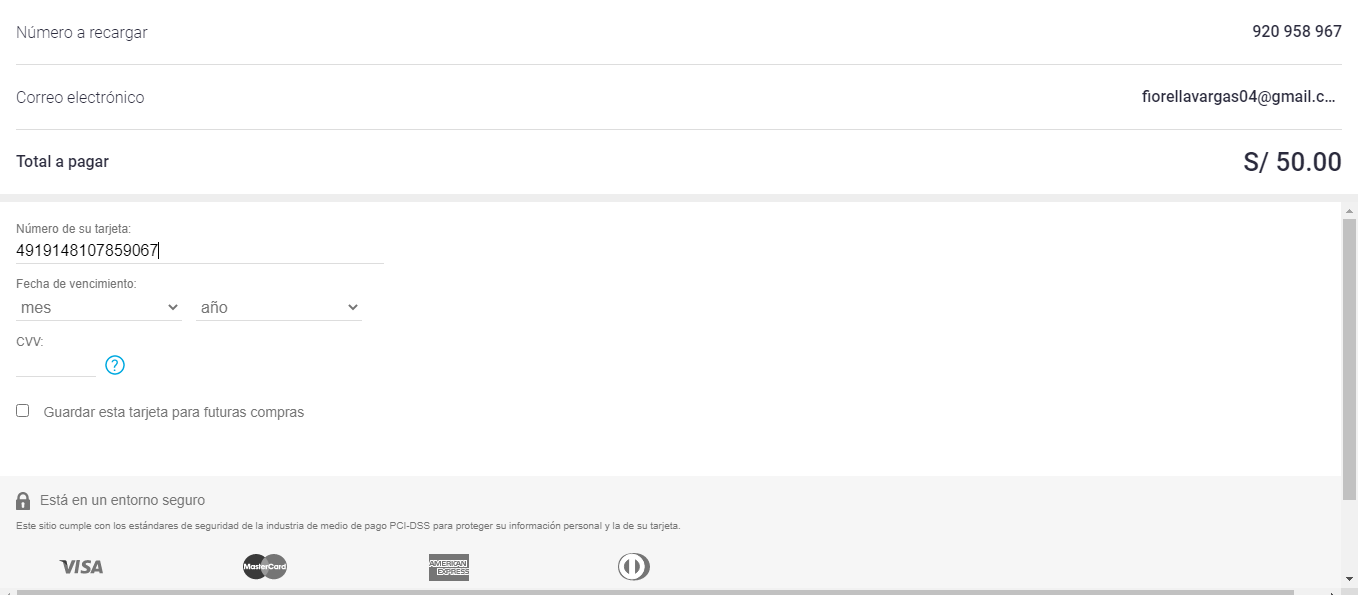 Número a recargar 920 958 967
Correo electrónico fiorellavargas04@gmail.c...
Total a pagar S/ 50.00
Número de su tarjeta:
4919148107859067
Fecha de vencimiento:
mes año
CVV:
?
Guardar esta tarjeta para futuras compras
Está en un entorno seguro
Este sitio cumple con los estándares de seguridad de la industria de medio de pago PCI-DSS para proteger su información personal y la de su tarjeta.
VISA MasterCard AMERICAN EXPRESS